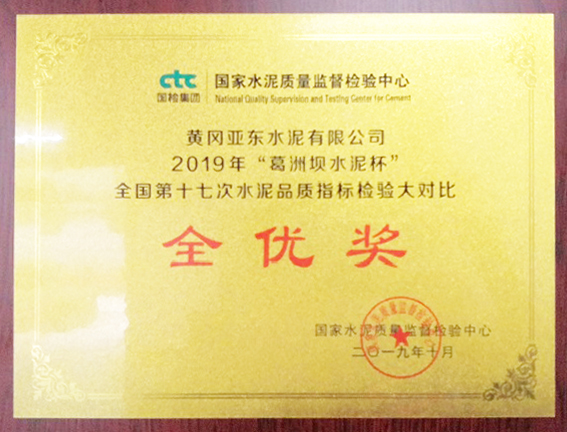 ctc 国家水泥质量监督检验中心
国检集团 National Quality Supervision and Testing Center for Cement
黄冈亚东水泥有限公司
2019年“葛洲坝水泥杯”
全国第十七次水泥品质指标检验大对比
全优奖
国家水泥质量监督检验中心
二〇一九年十月